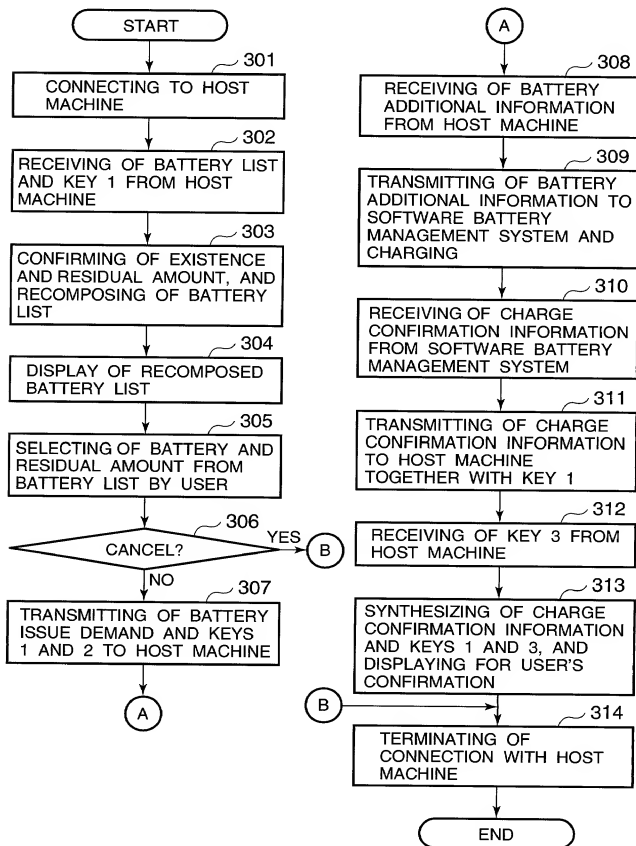 START
301
CONNECTING TO HOST
MACHINE
302
RECEIVING OF BATTERY LIST
AND KEY 1 FROM HOST
MACHINE
303
CONFIRMING OF EXISTENCE
AND RESIDUAL AMOUNT, AND
RECOMPOSING OF BATTERY
LIST
304
DISPLAY OF RECOMPOSED
BATTERY LIST
305
SELECTING OF BATTERY AND
RESIDUAL AMOUNT FROM
BATTERY LIST BY USER
306
CANCEL?
YES
B
NO
307
TRANSMITTING OF BATTERY
ISSUE DEMAND AND KEYS
1 AND 2 TO HOST MACHINE
A
A
308
RECEIVING OF BATTERY
ADDITIONAL INFORMATION
FROM HOST MACHINE
309
TRANSMITTING OF BATTERY
ADDITIONAL INFORMATION TO
SOFTWARE BATTERY
MANAGEMENT SYSTEM AND
CHARGING
310
RECEIVING OF CHARGE
CONFIRMATION INFORMATION
FROM SOFTWARE BATTERY
MANAGEMENT SYSTEM
311
TRANSMITTING OF CHARGE
CONFIRMATION INFORMATION
TO HOST MACHINE
TOGETHER WITH KEY 1
312
RECEIVING OF KEY 3 FROM
HOST MACHINE
313
SYNTHESIZING OF CHARGE
CONFIRMATION INFORMATION
AND KEYS 1 AND 3, AND
DISPLAYING FOR USER'S
CONFIRMATION
B
314
TERMINATING OF
CONNECTION WITH HOST
MACHINE
END